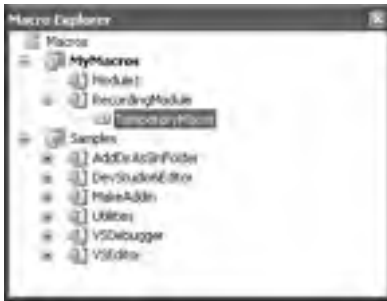 Macro Explorer
Macros
MyMacros
Module1
RecordingModule
TemporaryMacro
Samples
AddDirAsSlnFolder
DevStudio6Editor
MakeAddin
Utilities
VSDebugger
VSEditor